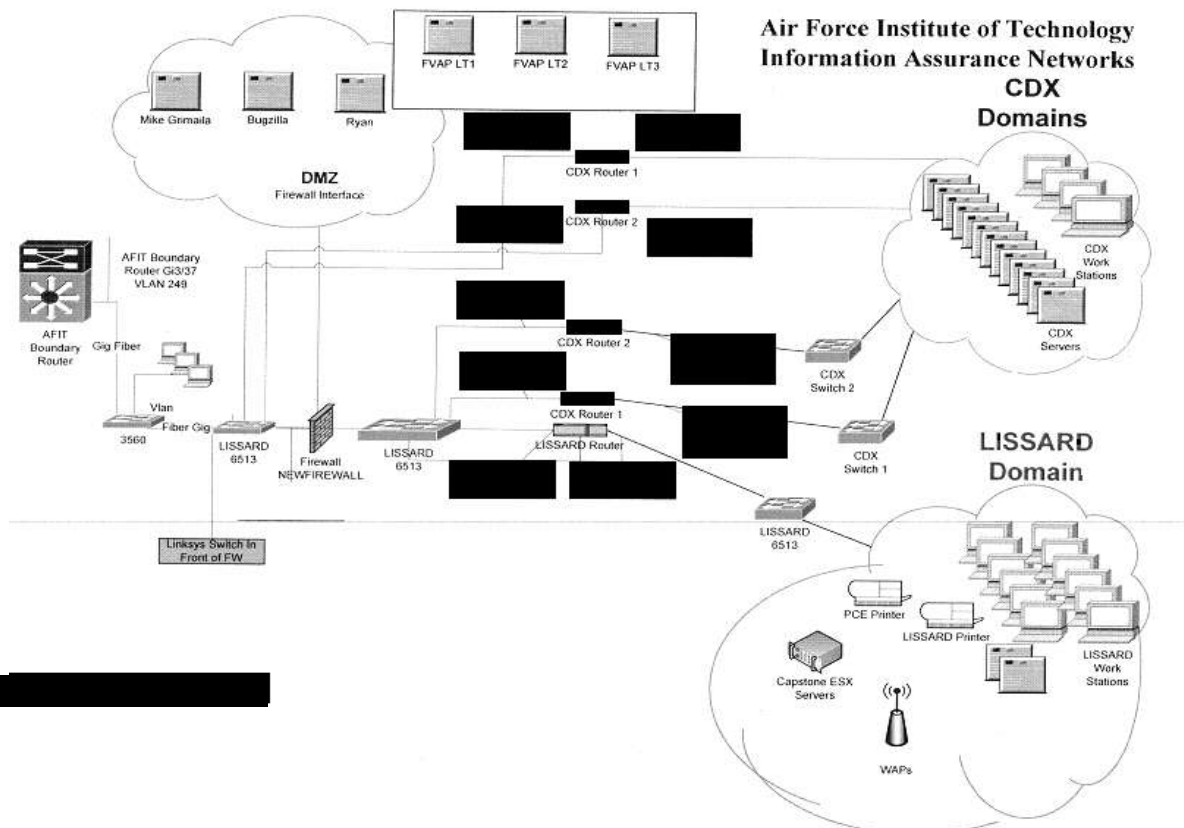 Air Force Institute of Technology
Information Assurance Networks
FVAP LT1
FVAP LT2
FVAP LT3
Mike Grimaila
Bugzilla
Ryan
DMZ
Firewall Interface
CDX
Domains
CDX Router 1
CDX Router 2
CDX
Work
Stations
CDX
Servers
AFIT Boundary
Router Gi3/37
VLAN 249
AFIT
Boundary
Router
Gig Fiber
Vlan
3560
Fiber Gig
LISSARD
6513
Firewall
NEWFIREWALL
LISSARD
6513
CDX Router 2
CDX
Switch 2
CDX Router 1
LISSARD Router
CDX
Switch 1
LISSARD
Domain
LISSARD
6513
Linksys Switch In
Front of FW
PCE Printer
LISSARD Printer
LISSARD
Work
Stations
Capstone ESX
Servers
WAPs